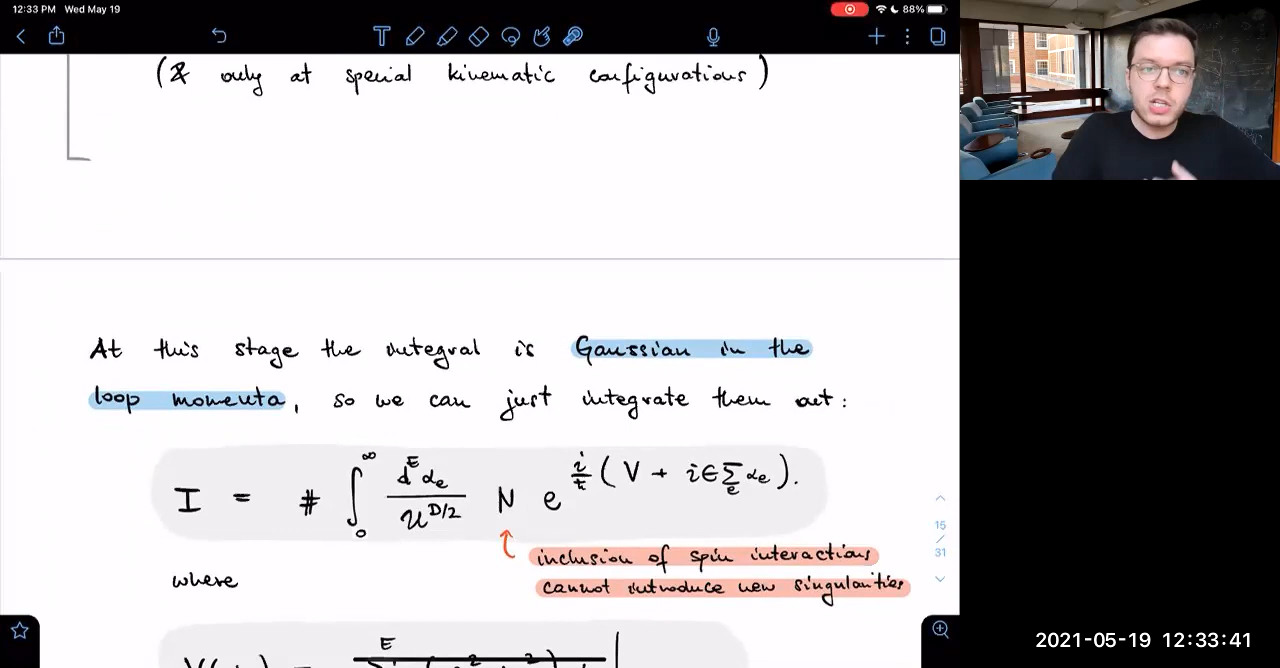 12:33 PM Wed May 19
88%
(& only at special kinematic configurations)
At this stage the integral is Gaussian in the
loop momenta, so we can just integrate them out:
I = # ∫₀^∞ d^E αe / 𝒰^{D/2} N e^{i/ħ (V + iε Σ_e αe)}.
inclusion of spin interactions
cannot introduce new singularities
where
15
/
31
E
2021-05-19 12:33:41